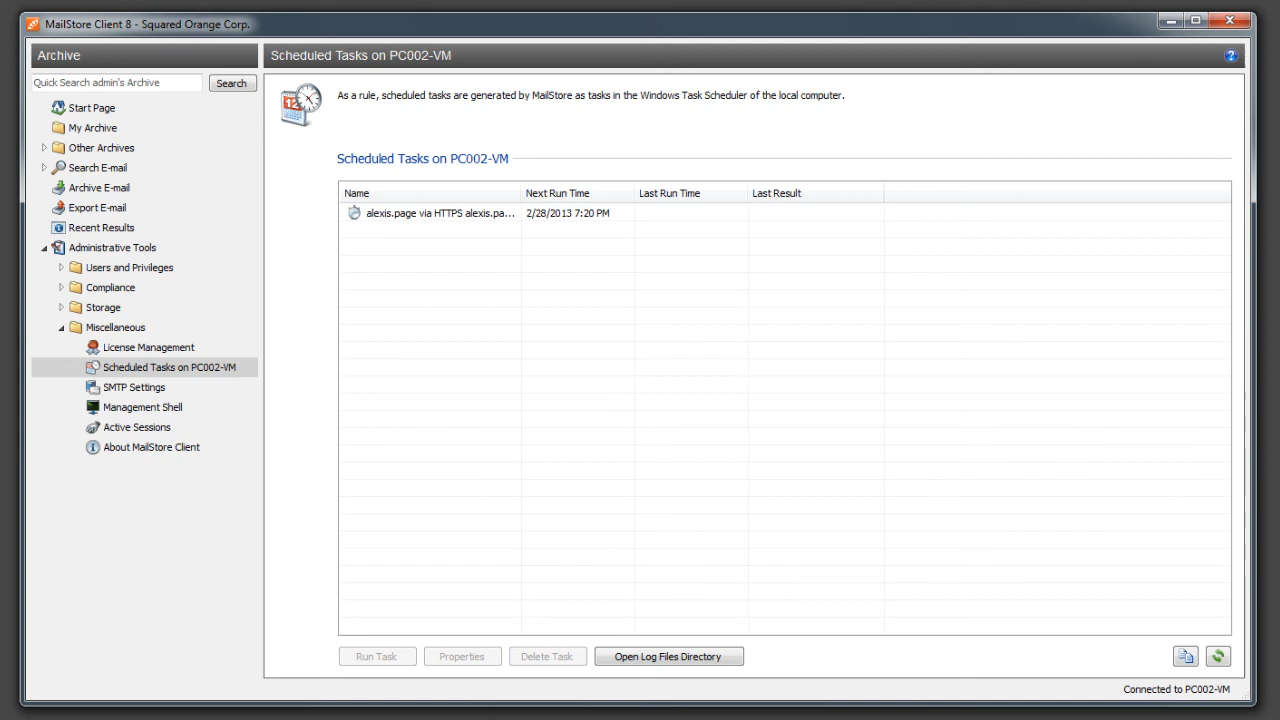 MailStore Client 8 - Squared Orange Corp.
Archive
Scheduled Tasks on PC002-VM
Quick Search admin's Archive
Search
Start Page
My Archive
Other Archives
Search E-mail
Archive E-mail
Export E-mail
Recent Results
Administrative Tools
Users and Privileges
Compliance
Storage
Miscellaneous
License Management
Scheduled Tasks on PC002-VM
SMTP Settings
Management Shell
Active Sessions
About MailStore Client
As a rule, scheduled tasks are generated by MailStore as tasks in the Windows Task Scheduler of the local computer.
Scheduled Tasks on PC002-VM
Name Next Run Time Last Run Time Last Result
alexis.page via HTTPS alexis.pa... 2/28/2013 7:20 PM
Run Task Properties Delete Task Open Log Files Directory
Connected to PC002-VM